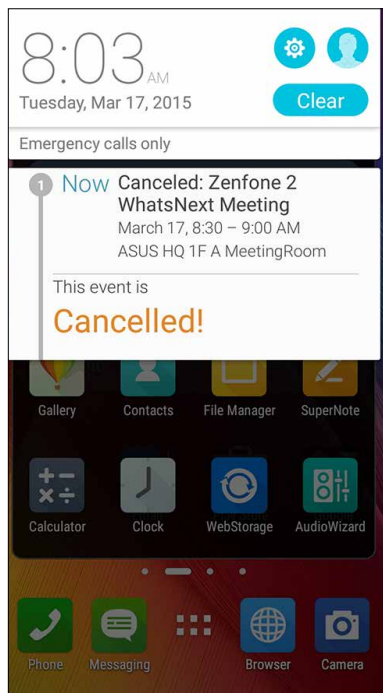 8:03 AM
Tuesday, Mar 17, 2015
Clear
Emergency calls only
1 Now Canceled: Zenfone 2
WhatsNext Meeting
March 17, 8:30 – 9:00 AM
ASUS HQ 1F A MeetingRoom
This event is
Cancelled!
Gallery Contacts File Manager SuperNote
Calculator Clock WebStorage AudioWizard
Phone Messaging Browser Camera